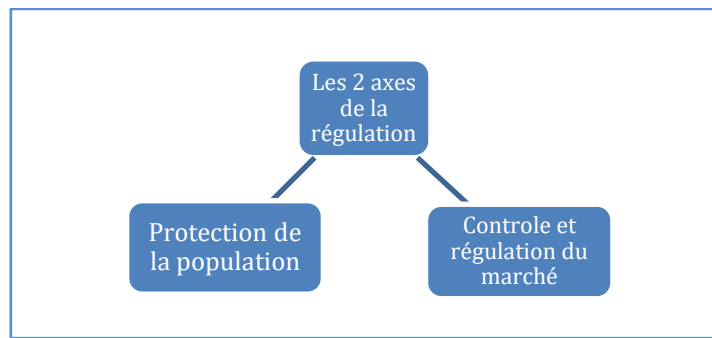 Les 2 axes
de la
régulation
Protection de
la population
Controle et
régulation du
marché